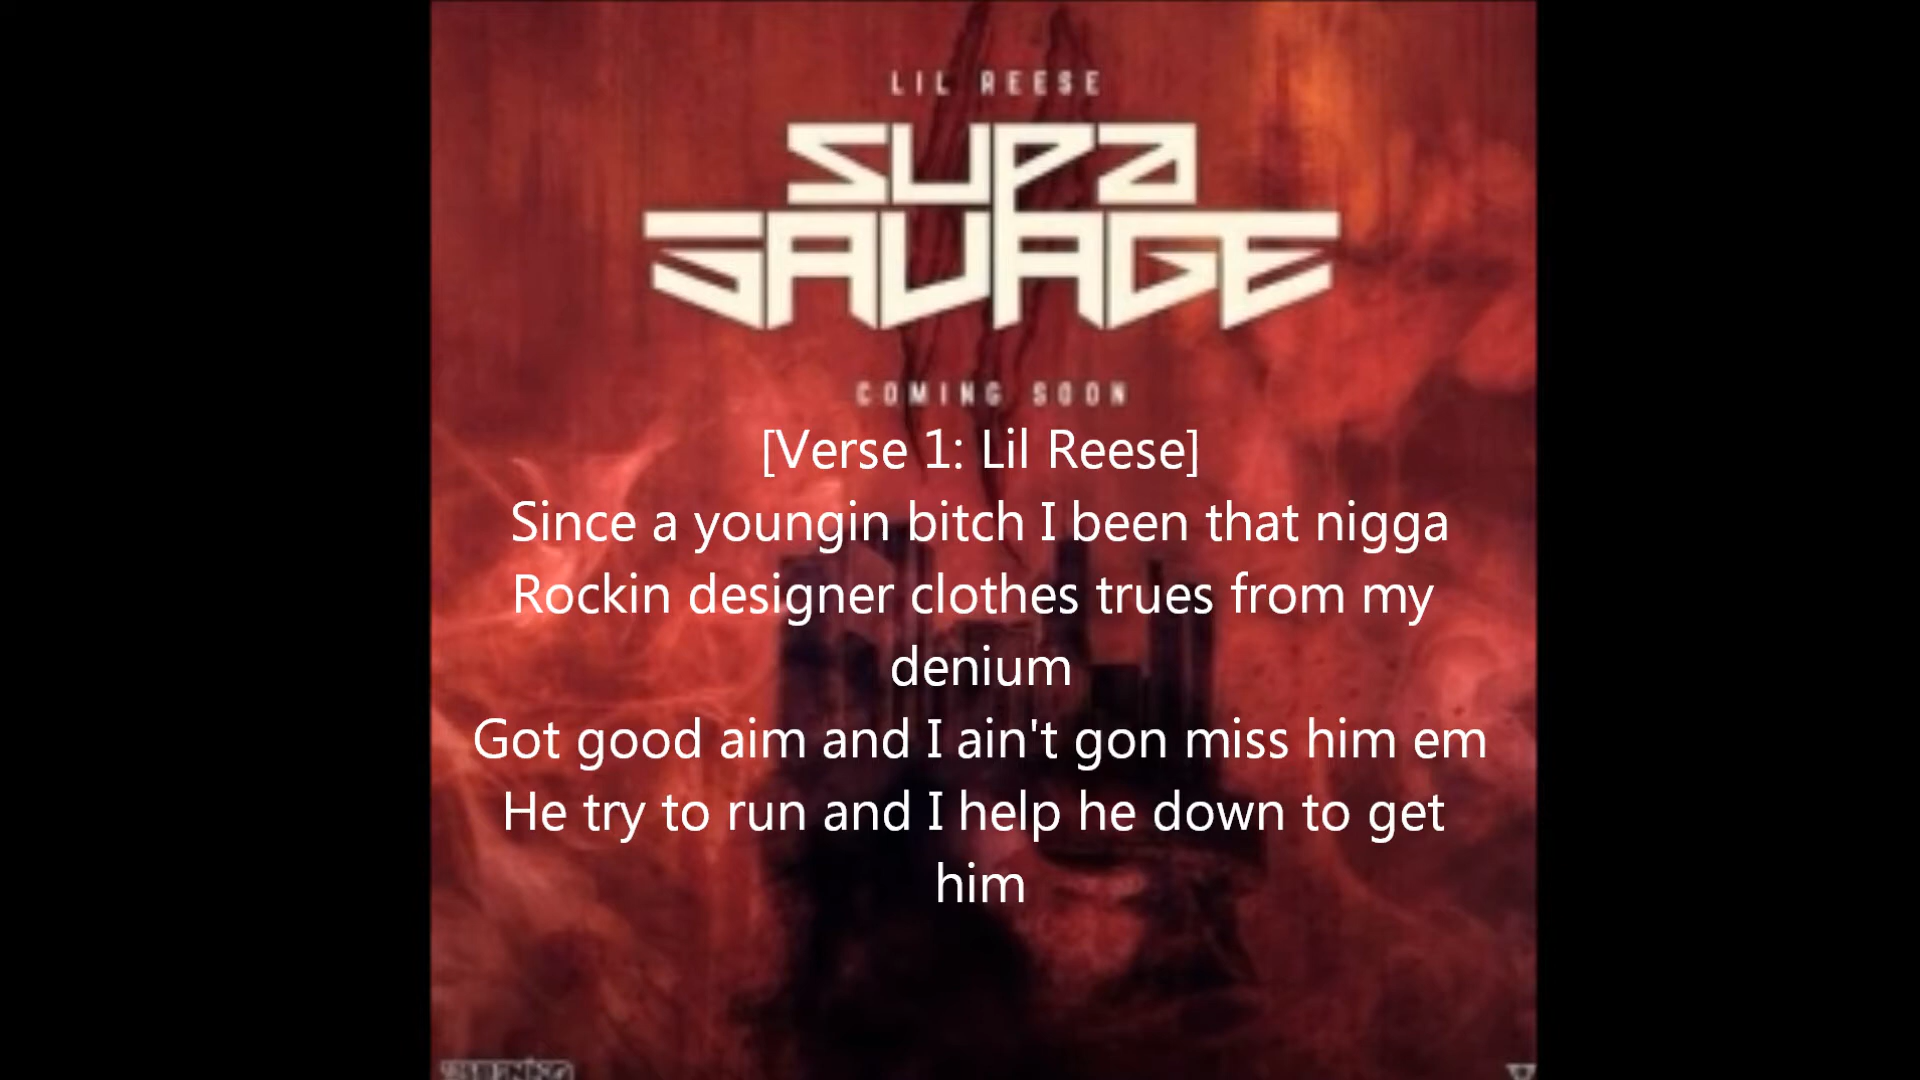 LIL REESE
SUPA
SAVAGE
COMING SOON
[Verse 1: Lil Reese]
Since a youngin bitch I been that nigga
Rockin designer clothes trues from my
denium
Got good aim and I ain't gon miss him em
He try to run and I help he down to get
him